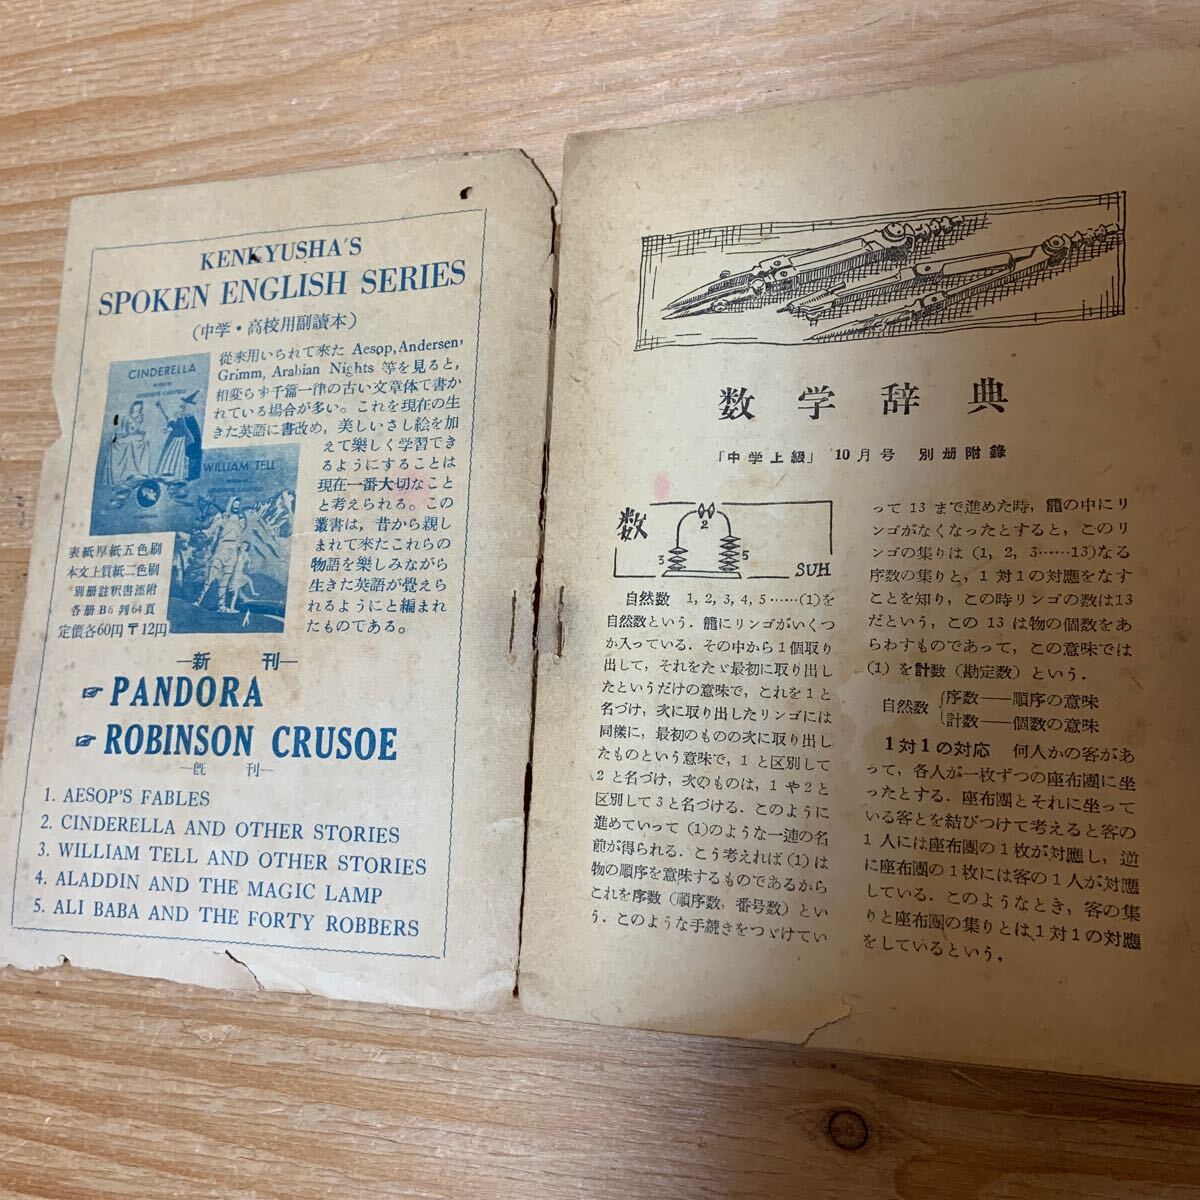 KENKYUSHA'S
SPOKEN ENGLISH SERIES
(中学・高校用副讀本)
從來用いられて來た Aesop, Andersen,
Grimm, Arabian Nights 等を見ると,
相変らず千篇一律の古い文章体で書か
れている場合が多い。これを現在の生
きた英語に書改め, 美しいさし絵を加
えて楽しく学習でき
るようにすることは
現在一番大切なこと
と考えられる。この
叢書は, 昔から親し
まれて來たこれらの
物語を楽しみながら
生きた英語が覚えら
れるようにと編まれ
たものである。
CINDERELLA
GENEVIEVE CAULFIELD
WILLIAM TELL
GENEVIEVE CAULFIELD
表紙厚紙五色刷
本文上質紙二色刷
別册註釈書添附
各册B6判64頁
定價各60円〒12円
—新 刊—
☞ PANDORA
☞ ROBINSON CRUSOE
—既 刊—
1. AESOP'S FABLES
2. CINDERELLA AND OTHER STORIES
3. WILLIAM TELL AND OTHER STORIES
4. ALADDIN AND THE MAGIC LAMP
5. ALI BABA AND THE FORTY ROBBERS
数学辞典
「中学上級」 10月号 別册附錄
数
2
3
5
SUH
自然数 1, 2, 3, 4, 5……(1)を
自然数という. 籠にリンゴがいくつ
か入っている. その中から1個取り
出して, それをたゞ最初に取り出し
たというだけの意味で, これを1と
名づけ, 次に取り出したリンゴには
同樣に, 最初のものの次に取り出し
たものという意味で, 1と区別して
2と名づけ, 次のものは, 1や2と
区別して3と名づける. このように
進めていって (1)のような一連の名
前が得られる. こう考えれば(1)は
物の順序を意味するものであるから
これを序数 (順序数, 番号数) とい
う. このような手続きをつゞけてい
って 13 まで進めた時, 籠の中にリ
ンゴがなくなったとすると, このリ
ンゴの集りは (1, 2, 3……13)なる
序数の集りと, 1対1の対應をなす
ことを知り, この時リンゴの数は13
だという, この 13 は物の個数をあ
らわすものであって, この意味では
(1) を計数 (勘定数) という.
自然数{序数——順序の意味
計数——個数の意味
1対1の対応 何人かの客があ
って, 各人が一枚ずつの座布團に坐
ったとする. 座布團とそれに坐って
いる客とを結びつけて考えると客の
1人には座布團の1枚が対應し, 逆
に座布團の1枚には客の1人が対應
している. このようなとき, 客の集
りと座布團の集りとは, 1対1の対應
をしているという.